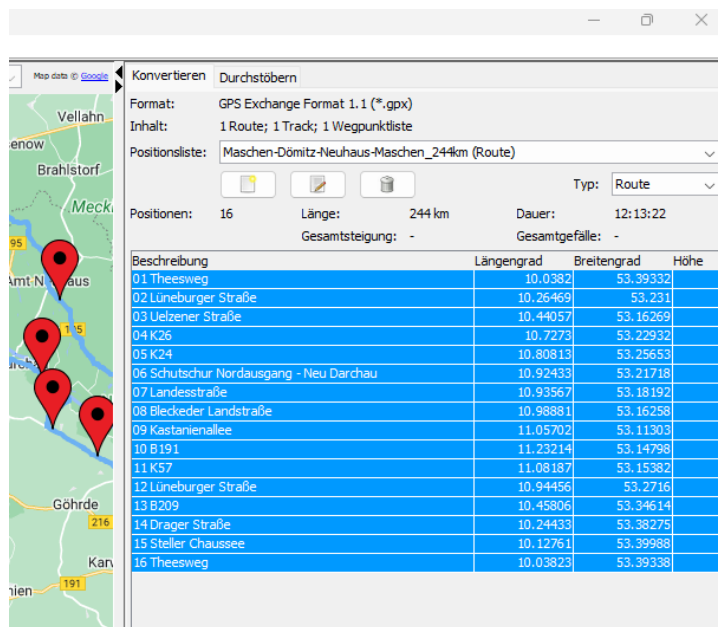 Map data © Google
Vellahn
enow
Brahlstorf
Meckl
95
Amt N aus
195
Göhrde
216
Karv
191
nien
Konvertieren Durchstöbern
Format: GPS Exchange Format 1.1 (*.gpx)
Inhalt: 1 Route; 1 Track; 1 Wegpunktliste
Positionsliste: Maschen-Dömitz-Neuhaus-Maschen_244km (Route)
Typ: Route
Positionen: 16 Länge: 244 km Dauer: 12:13:22
Gesamtsteigung: - Gesamtgefälle: -
Beschreibung Längengrad Breitengrad Höhe
01 Theesweg 10.0382 53.39332
02 Lüneburger Straße 10.26469 53.231
03 Uelzener Straße 10.44057 53.16269
04 K26 10.7273 53.22932
05 K24 10.80813 53.25653
06 Schutschur Nordausgang - Neu Darchau 10.92433 53.21718
07 Landesstraße 10.93567 53.18192
08 Bleckeder Landstraße 10.98881 53.16258
09 Kastanienallee 11.05702 53.11303
10 B191 11.23214 53.14798
11 K57 11.08187 53.15382
12 Lüneburger Straße 10.94456 53.2716
13 B209 10.45806 53.34614
14 Drager Straße 10.24433 53.38275
15 Steller Chaussee 10.12761 53.39988
16 Theesweg 10.03823 53.39338